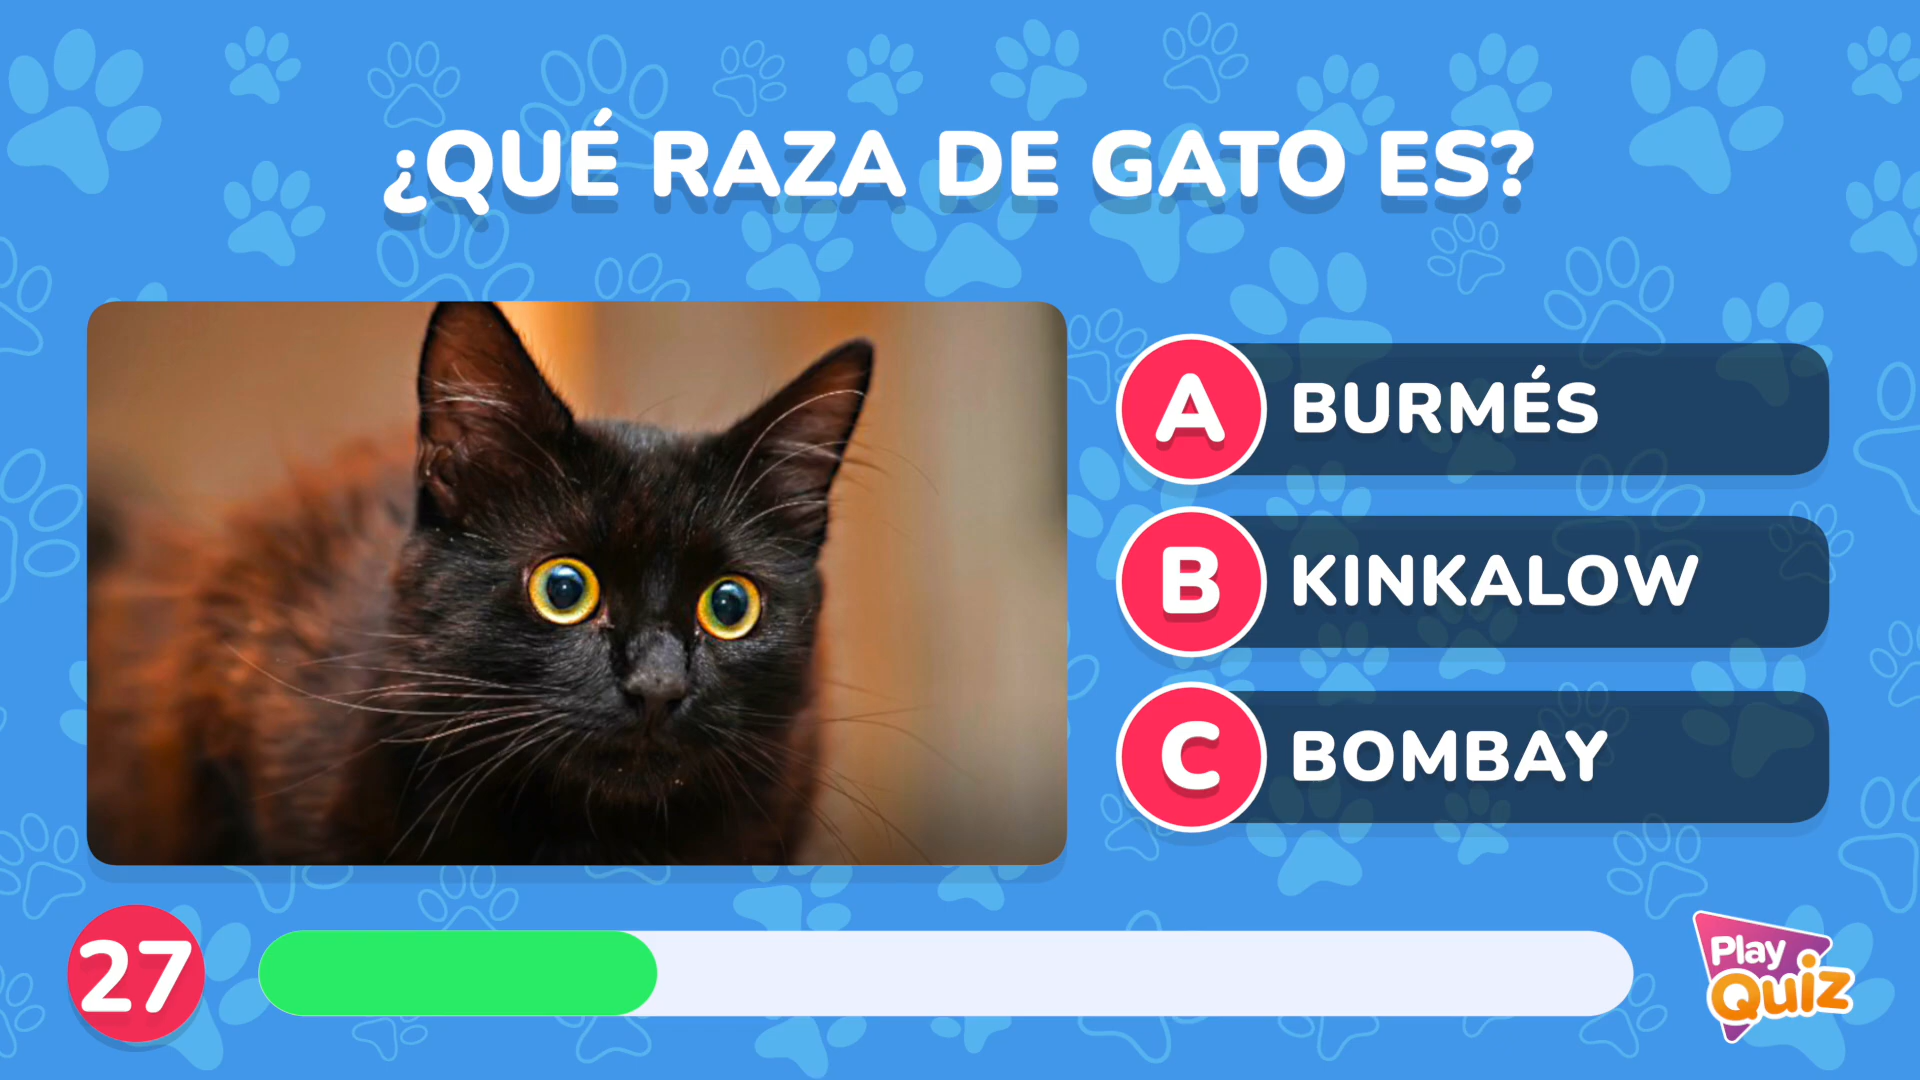 ¿QUÉ RAZA DE GATO ES?
A BURMÉS
B KINKALOW
C BOMBAY
27
Play
Quiz